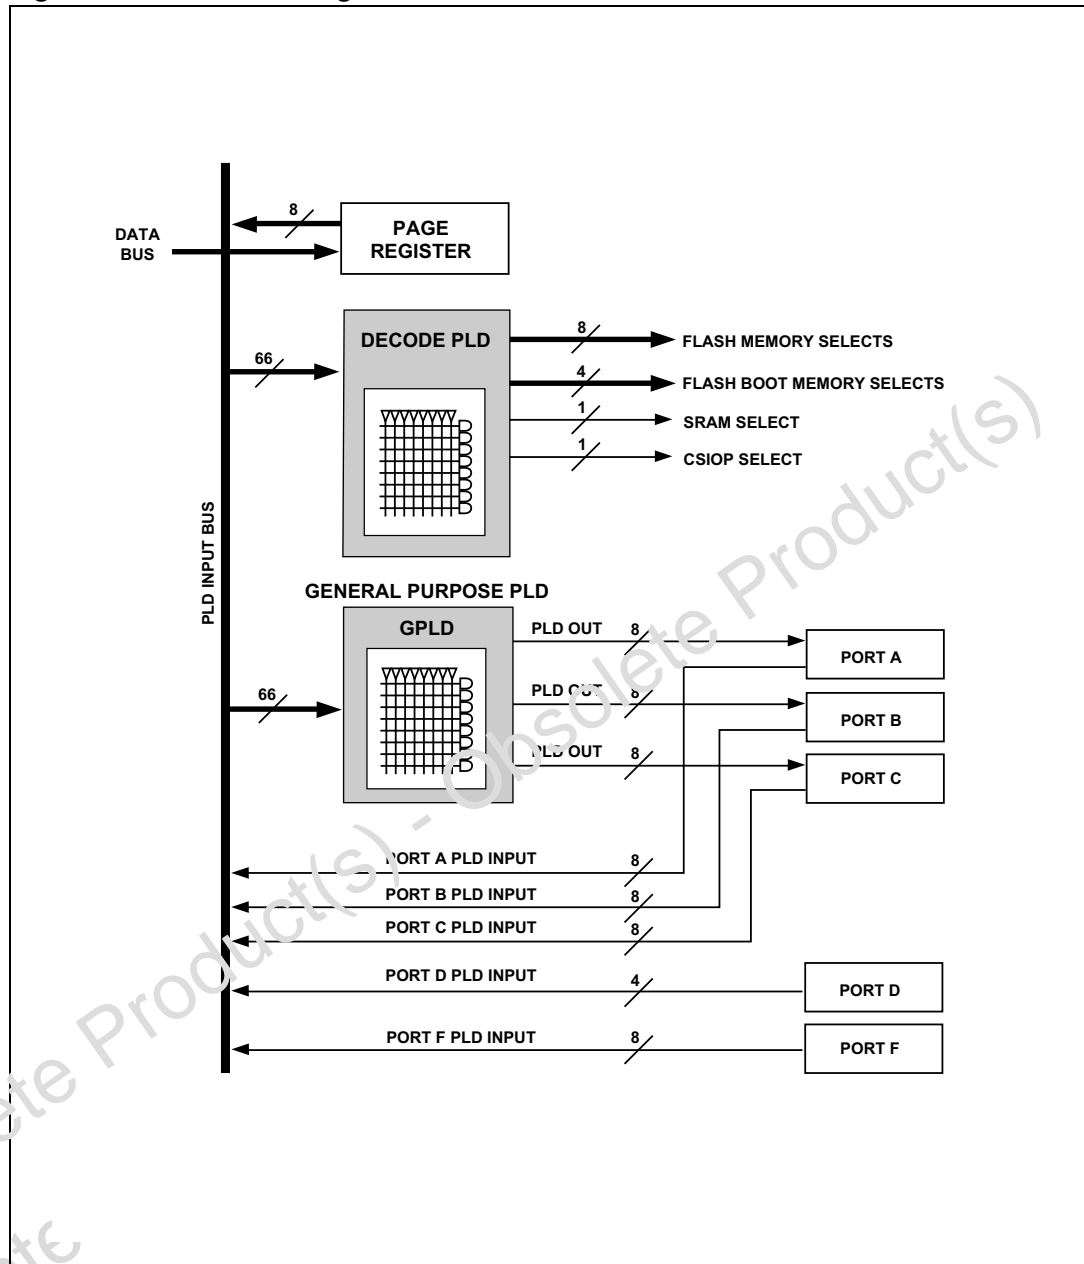 8
PAGE
REGISTER
DATA
BUS
DECODE PLD
8
FLASH MEMORY SELECTS
66
4
FLASH BOOT MEMORY SELECTS
1
SRAM SELECT
1
CSIOP SELECT
PLD INPUT BUS
GENERAL PURPOSE PLD
GPLD
PLD OUT
8
PORT A
66
PLD OUT
8
PORT B
PLD OUT
8
PORT C
PORT A PLD INPUT
8
PORT B PLD INPUT
8
PORT C PLD INPUT
8
PORT D PLD INPUT
4
PORT D
PORT F PLD INPUT
8
PORT F
Product(s) - Obsolete Product(s)